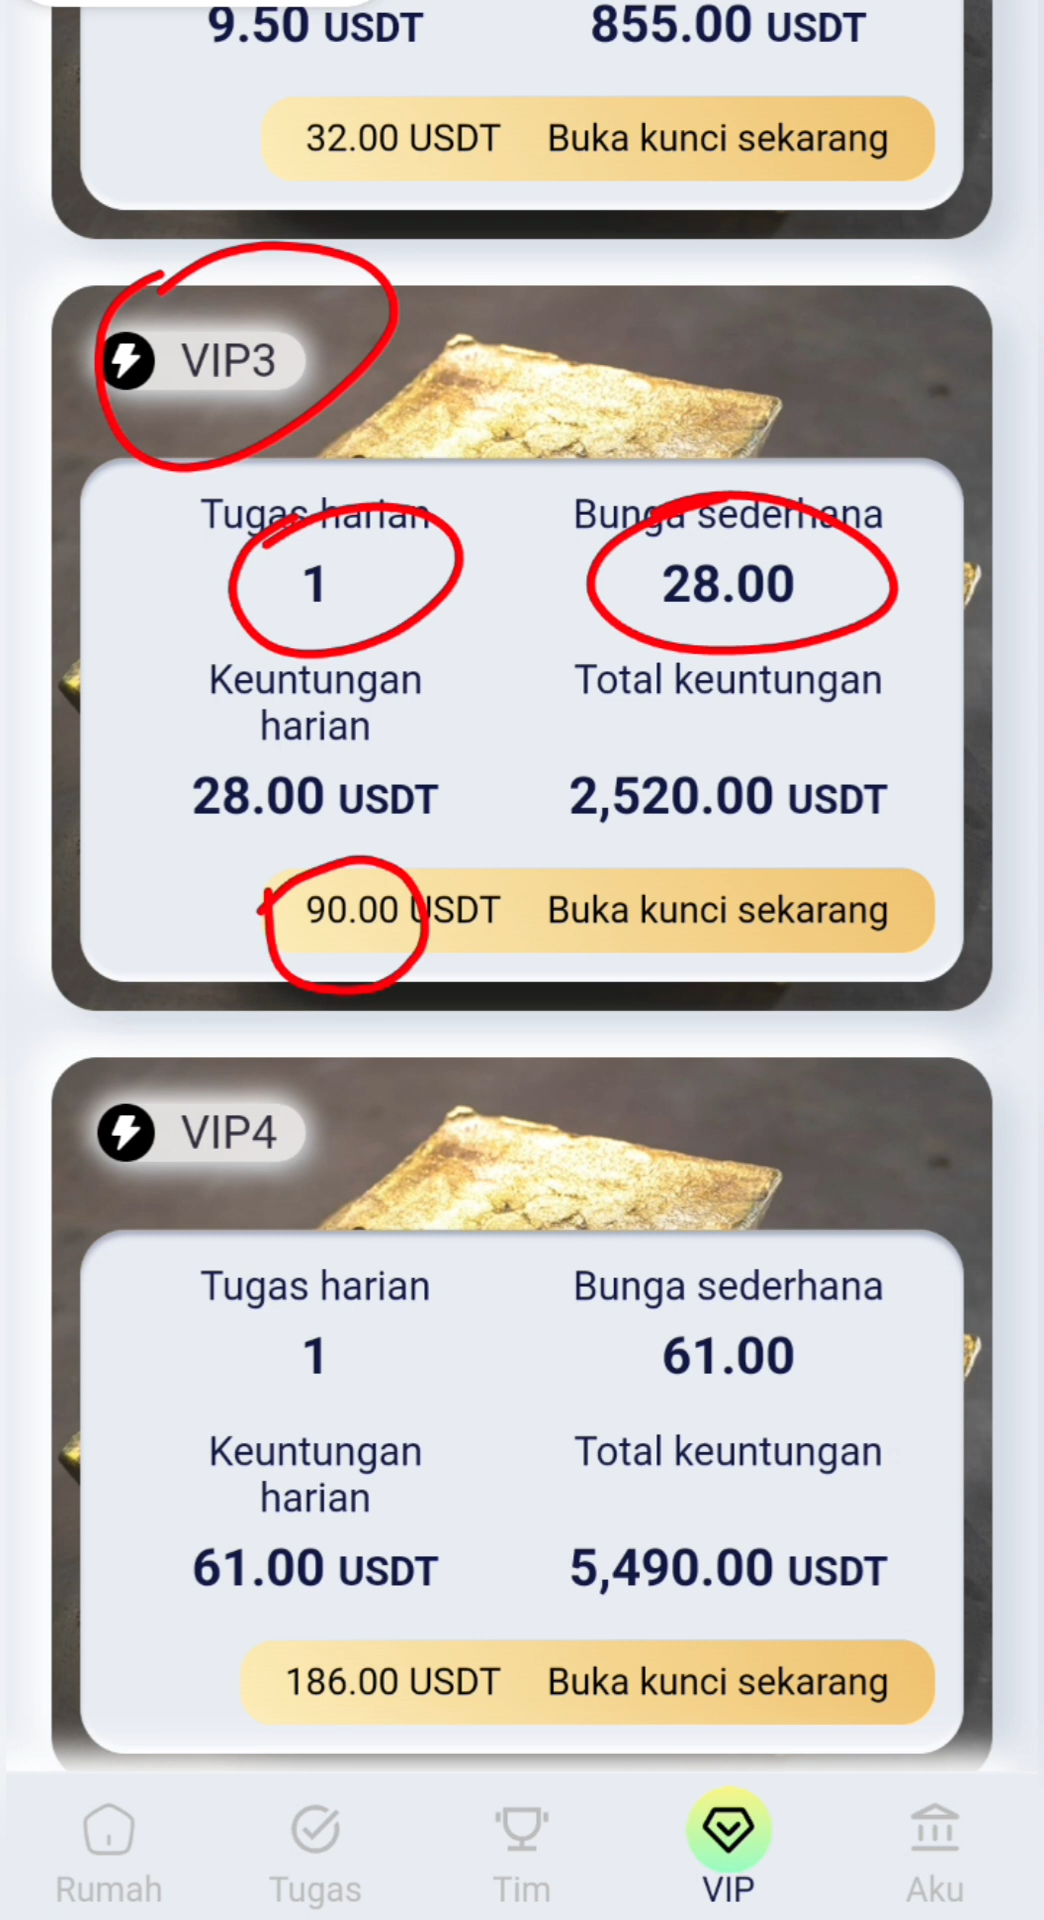 9.50 USDT 855.00 USDT
32.00 USDT Buka kunci sekarang
VIP3
Tugas harian Bunga sederhana
1 28.00
Keuntungan Total keuntungan
harian
28.00 USDT 2,520.00 USDT
90.00 USDT Buka kunci sekarang
VIP4
Tugas harian Bunga sederhana
1 61.00
Keuntungan Total keuntungan
harian
61.00 USDT 5,490.00 USDT
186.00 USDT Buka kunci sekarang
Rumah Tugas Tim VIP Aku